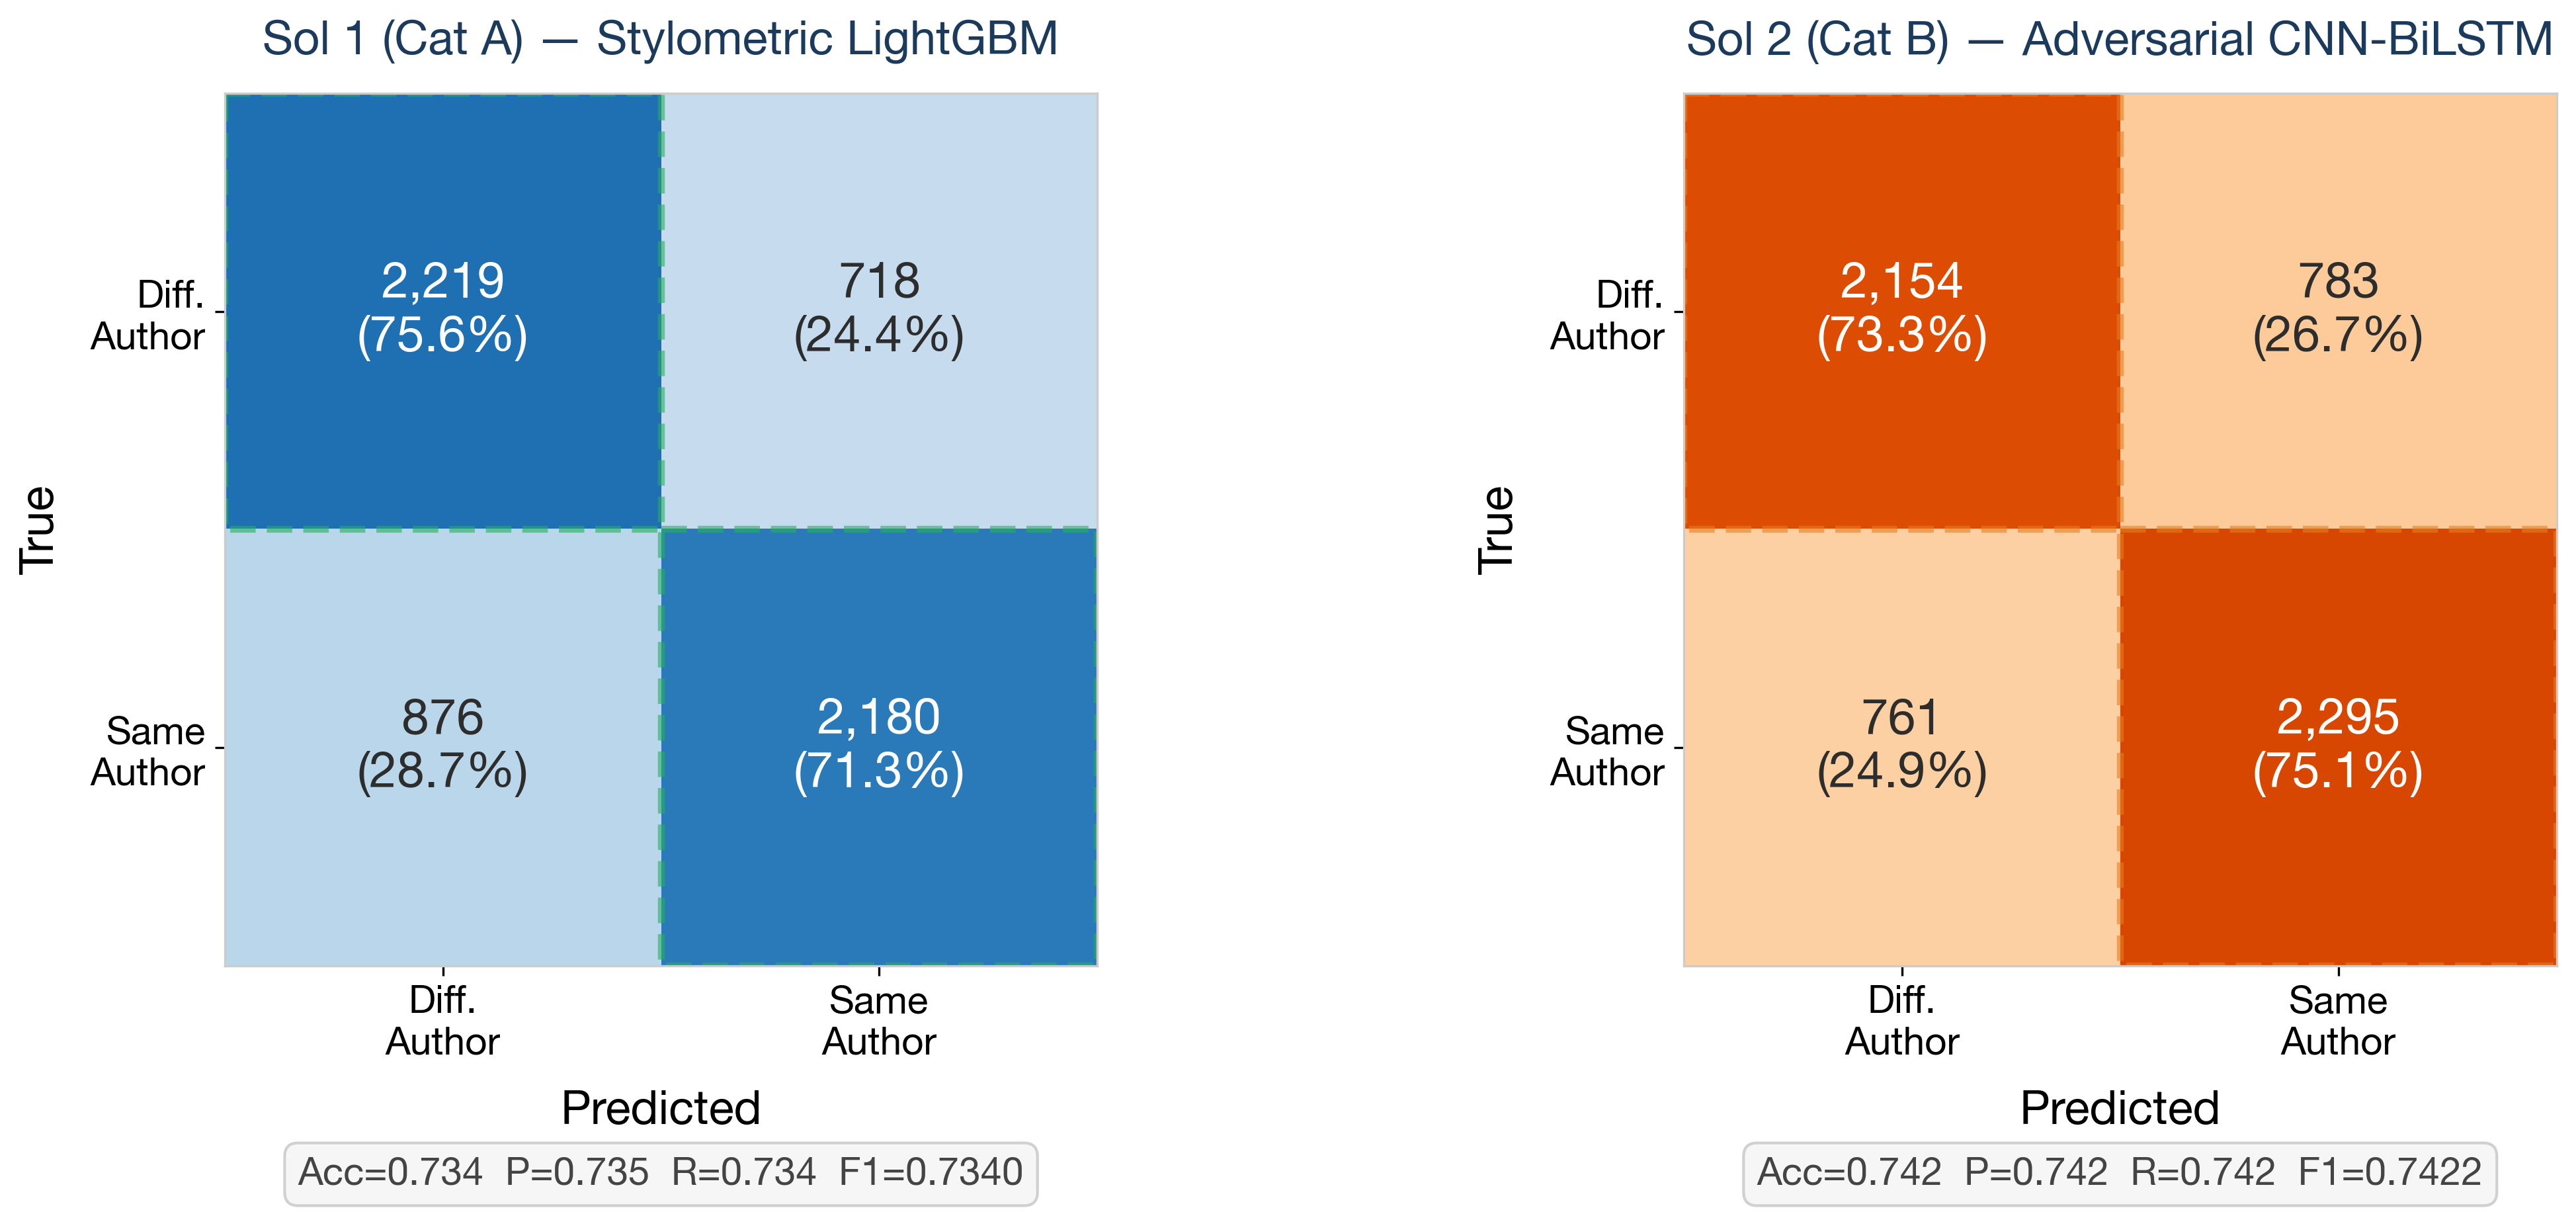 Sol 1 (Cat A) — Stylometric LightGBM
True
Diff.
Author
2,219
(75.6%)
718
(24.4%)
Same
Author
876
(28.7%)
2,180
(71.3%)
Diff.
Author
Same
Author
Predicted
Acc=0.734 P=0.735 R=0.734 F1=0.7340
Sol 2 (Cat B) — Adversarial CNN-BiLSTM
True
Diff.
Author
2,154
(73.3%)
783
(26.7%)
Same
Author
761
(24.9%)
2,295
(75.1%)
Diff.
Author
Same
Author
Predicted
Acc=0.742 P=0.742 R=0.742 F1=0.7422